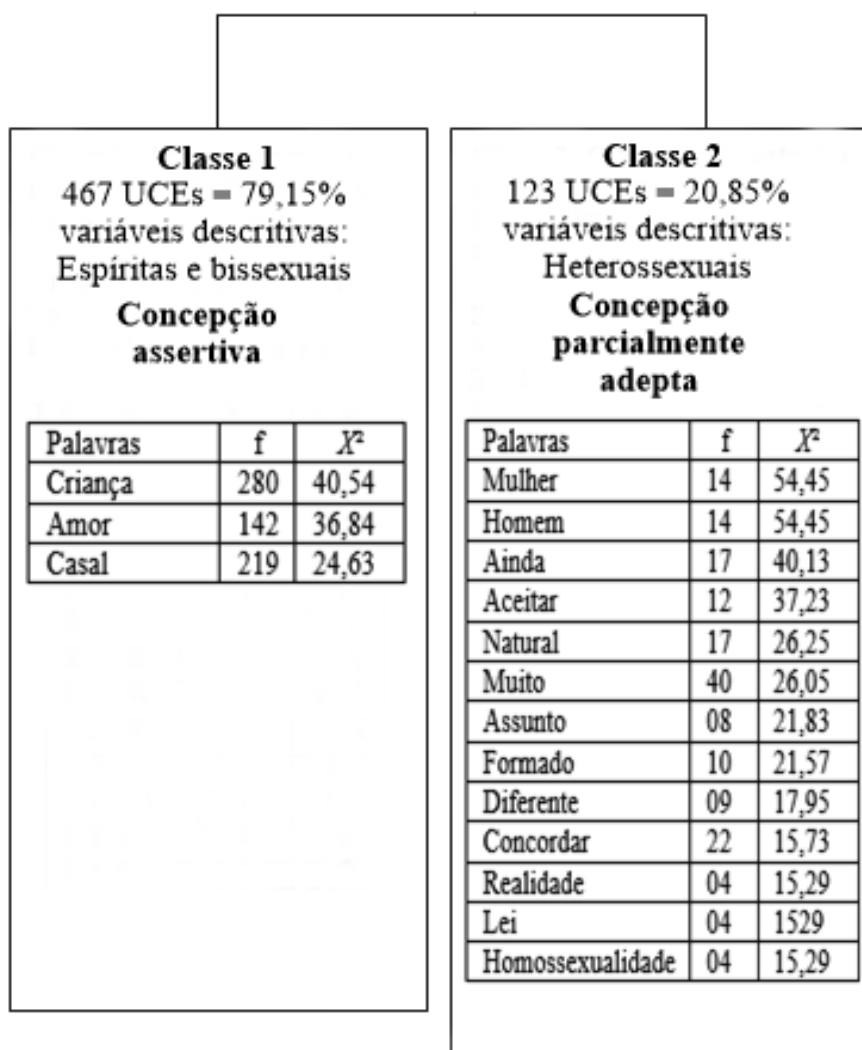 Classe 1
467 UCEs = 79,15%
variáveis descritivas:
Espíritas e bissexuais
Concepção
assertiva
Palavras f X²
Criança 280 40,54
Amor 142 36,84
Casal 219 24,63
Classe 2
123 UCEs = 20,85%
variáveis descritivas:
Heterossexuais
Concepção
parcialmente
adepta
Palavras f X²
Mulher 14 54,45
Homem 14 54,45
Ainda 17 40,13
Aceitar 12 37,23
Natural 17 26,25
Muito 40 26,05
Assunto 08 21,83
Formado 10 21,57
Diferente 09 17,95
Concordar 22 15,73
Realidade 04 15,29
Lei 04 1529
Homossexualidade 04 15,29